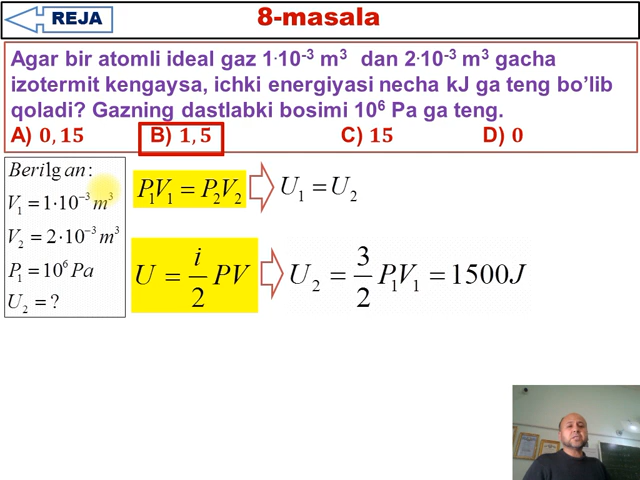 REJA
8-masala
Agar bir atomli ideal gaz 1·10⁻³ m³ dan 2·10⁻³ m³ gacha
izotermit kengaysa, ichki energiyasi necha kJ ga teng bo’lib
qoladi? Gazning dastlabki bosimi 10⁶ Pa ga teng.
A) 0,15 B) 1,5 C) 15 D) 0
Berilgan:
V₁ = 1·10⁻³ m³
V₂ = 2·10⁻³ m³
P₁ = 10⁶ Pa
U₂ = ?
P₁V₁ = P₂V₂
U₁ = U₂
U = i/2 PV
U₂ = 3/2 P₁V₁ = 1500J